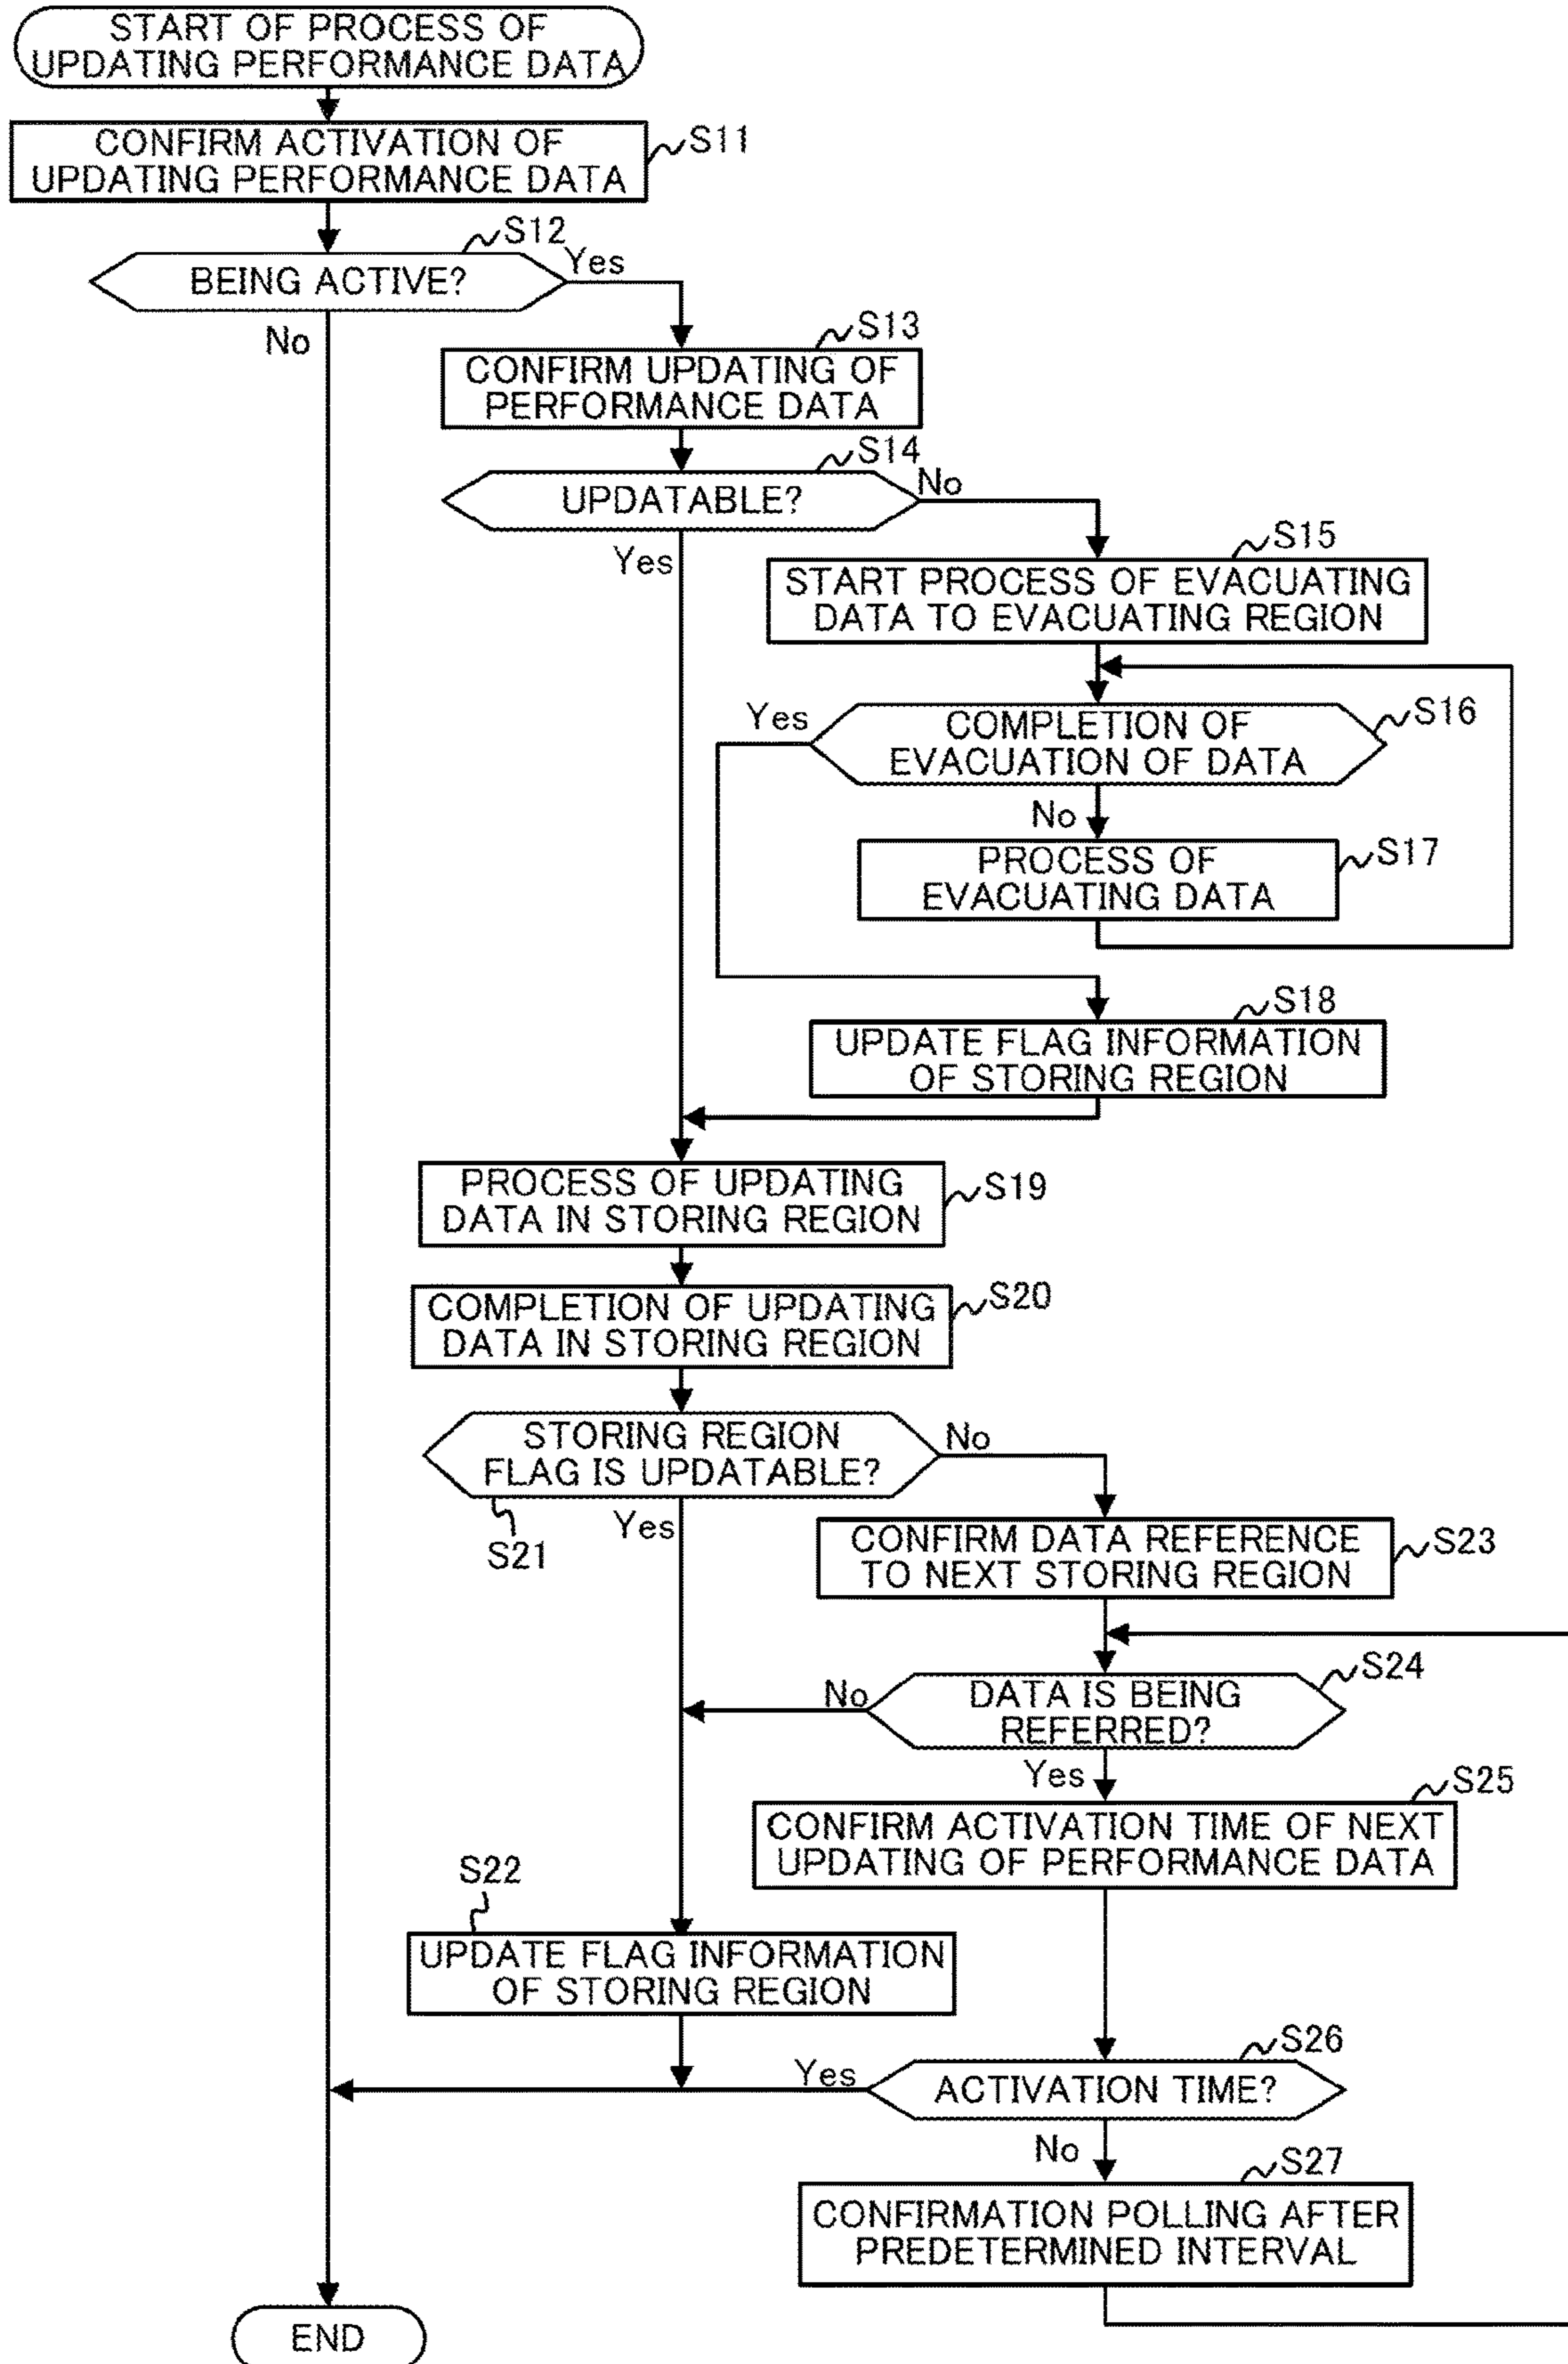 START OF PROCESS OF
UPDATING PERFORMANCE DATA
CONFIRM ACTIVATION OF
UPDATING PERFORMANCE DATA
S11
S12
BEING ACTIVE?
Yes
No
S13
CONFIRM UPDATING OF
PERFORMANCE DATA
S14
UPDATABLE?
No
Yes
S15
START PROCESS OF EVACUATING
DATA TO EVACUATING REGION
Yes
COMPLETION OF
EVACUATION OF DATA
S16
No
PROCESS OF
EVACUATING DATA
S17
S18
UPDATE FLAG INFORMATION
OF STORING REGION
PROCESS OF UPDATING
DATA IN STORING REGION
S19
COMPLETION OF UPDATING
DATA IN STORING REGION
S20
STORING REGION
FLAG IS UPDATABLE?
No
S21
Yes
CONFIRM DATA REFERENCE
TO NEXT STORING REGION
S23
S24
No
DATA IS BEING
REFERRED?
Yes
S25
CONFIRM ACTIVATION TIME OF NEXT
UPDATING OF PERFORMANCE DATA
S22
UPDATE FLAG INFORMATION
OF STORING REGION
S26
Yes
ACTIVATION TIME?
No
S27
CONFIRMATION POLLING AFTER
PREDETERMINED INTERVAL
END